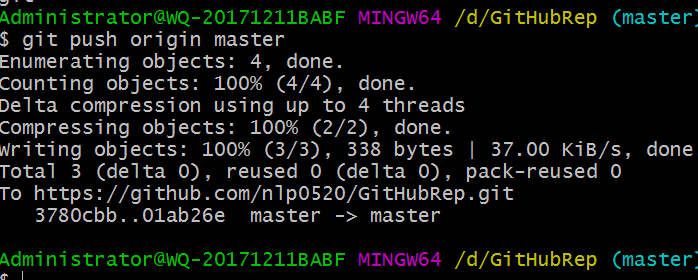 Administrator@WQ-20171211BABF MINGW64 /d/GitHubRep (master)
$ git push origin master
Enumerating objects: 4, done.
Counting objects: 100% (4/4), done.
Delta compression using up to 4 threads
Compressing objects: 100% (2/2), done.
Writing objects: 100% (3/3), 338 bytes | 37.00 KiB/s, done
Total 3 (delta 0), reused 0 (delta 0), pack-reused 0
To https://github.com/nlp0520/GitHubRep.git
   3780cbb..01ab26e  master -> master
Administrator@WQ-20171211BABF MINGW64 /d/GitHubRep (master)
$